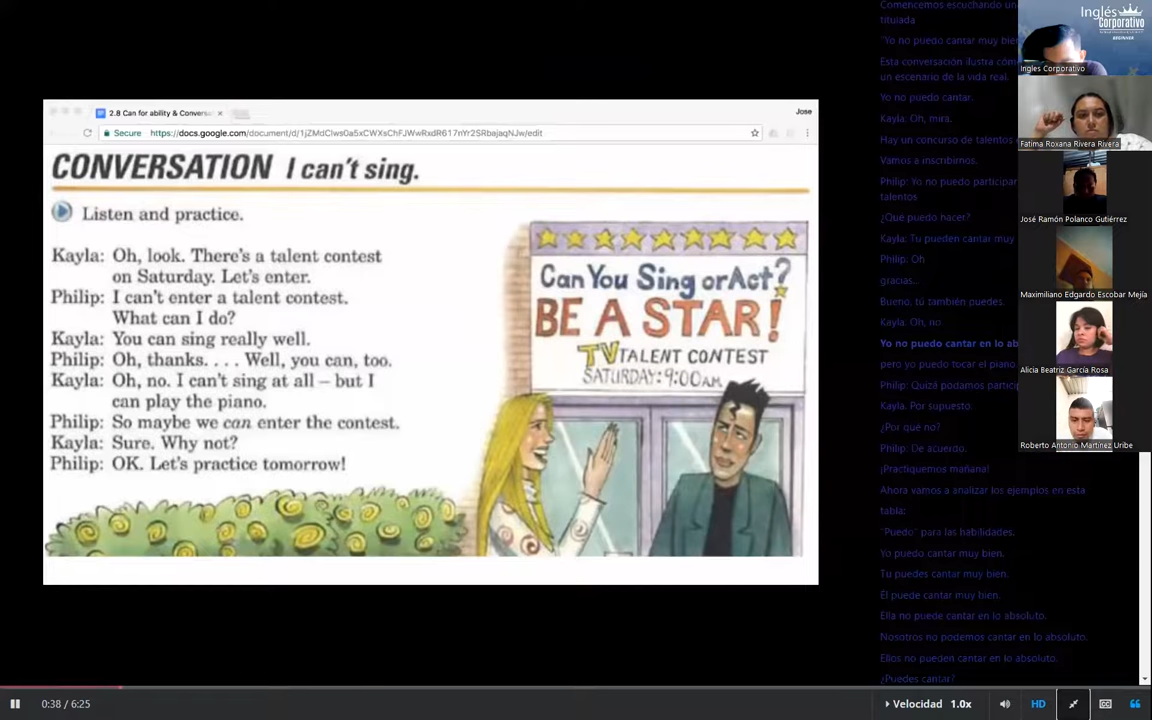 2.8 Can for ability & Conversa
Jose
Secure
https://docs.google.com/document/d/1jZMdClws0a5xCWXsChFJWwRxdR617nYr2SRbajaqNJw/edit
CONVERSATION I can't sing.
Listen and practice.
Kayla: Oh, look. There's a talent contest
on Saturday. Let's enter.
Philip: I can't enter a talent contest.
What can I do?
Kayla: You can sing really well.
Philip: Oh, thanks. . . . Well, you can, too.
Kayla: Oh, no. I can't sing at all – but I
can play the piano.
Philip: So maybe we can enter the contest.
Kayla: Sure. Why not?
Philip: OK. Let's practice tomorrow!
Can You Sing or Act?
BE A STAR!
TV TALENT CONTEST
SATURDAY: 9:00 AM
Comencemos escuchando un
titulada
"Yo no puedo cantar muy bie
Esta conversación ilustra cóm
un escenario de la vida real.
Yo no puedo cantar.
Kayla: Oh, mira.
Hay un concurso de talentos
Vamos a inscribirnos.
Philip: Yo no puedo participar
talentos
¿Qué puedo hacer?
Kayla: Tu pueden cantar muy
Philip: Oh
gracias..
Bueno, tú también puedes.
Kayla: Oh, no
Yo no puedo cantar en lo ab
pero yo puedo tocar el piano
Philip: Quizá podamos partici
Kayla: Por supuesto.
¿Por qué no?
Philip: De acuerdo.
¡Practiquemos mañana!
Ahora vamos a analizar los ejemplos en esta
tabla:
"Puedo" para las habilidades.
Yo puedo cantar muy bien.
Tu puedes cantar muy bien.
Él puede cantar muy bien.
Ella no puede cantar en lo absoluto.
Nosotros no podemos cantar en lo absoluto.
Ellos no pueden cantar en lo absoluto.
¿Puedes cantar?
Inglés
Corporativo
BEGINNER
Ingles Corporativo
Fatima Roxana Rivera Rivera
José Ramón Polanco Gutiérrez
Maximiliano Edgardo Escobar Mejía
Alicia Beatriz García Rosa
Roberto Antonio Martinez Uribe
0:38 / 6:25
Velocidad 1.0x
HD